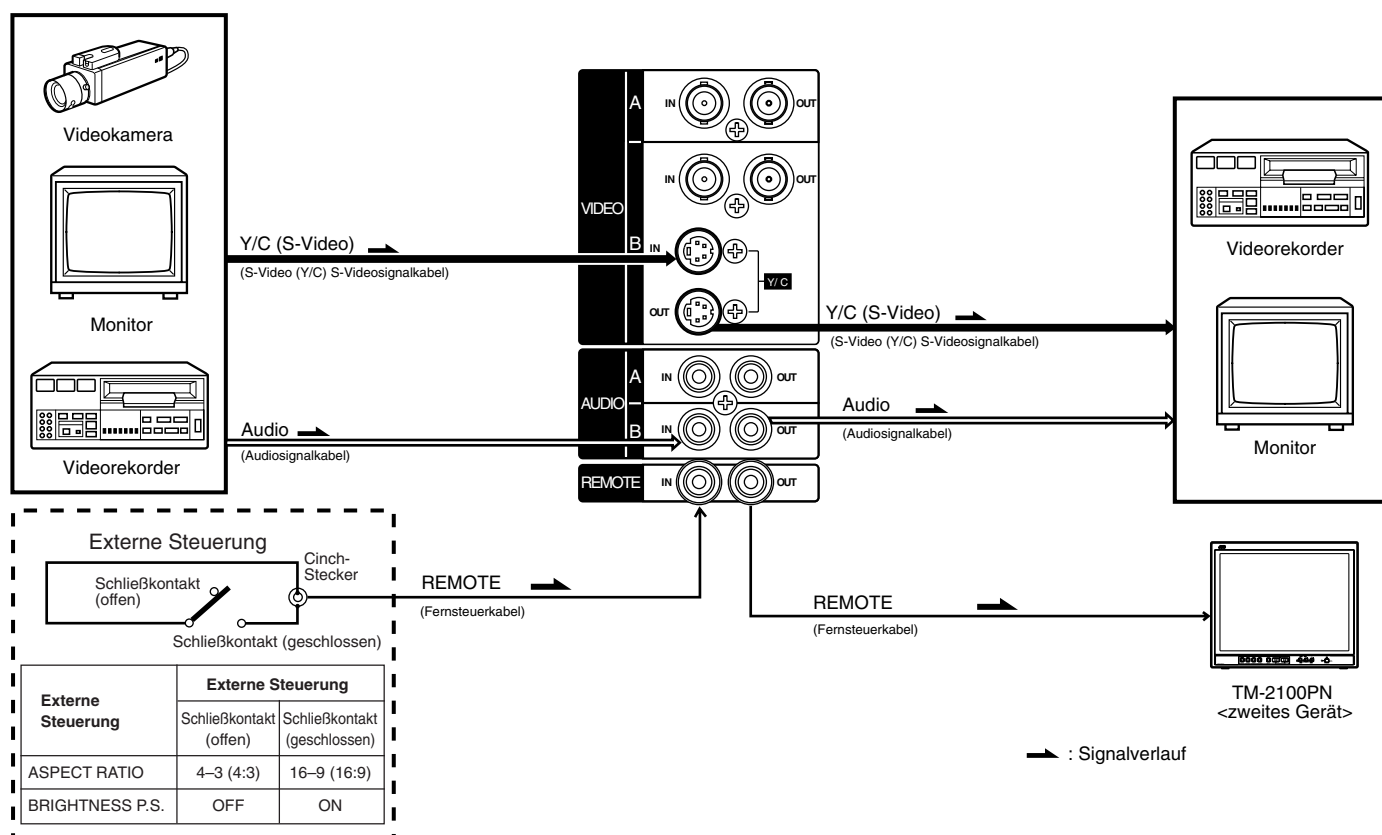 Videokamera
Monitor
Videorekorder
Y/C (S-Video)
(S-Video (Y/C) S-Videosignalkabel)
Audio
(Audiosignalkabel)
VIDEO
A
IN
OUT
IN
OUT
B
IN
Y/ C
OUT
AUDIO
A
IN
OUT
B
IN
OUT
REMOTE
IN
OUT
Y/C (S-Video)
(S-Video (Y/C) S-Videosignalkabel)
Audio
(Audiosignalkabel)
Videorekorder
Monitor
Externe Steuerung
Cinch-
Stecker
Schließkontakt
(offen)
Schließkontakt (geschlossen)
REMOTE
(Fernsteuerkabel)
REMOTE
(Fernsteuerkabel)
TM-2100PN
<zweites Gerät>
: Signalverlauf
Externe
Steuerung
Externe Steuerung
Schließkontakt
(offen)
Schließkontakt
(geschlossen)
ASPECT RATIO 4–3 (4:3) 16–9 (16:9)
BRIGHTNESS P.S. OFF ON